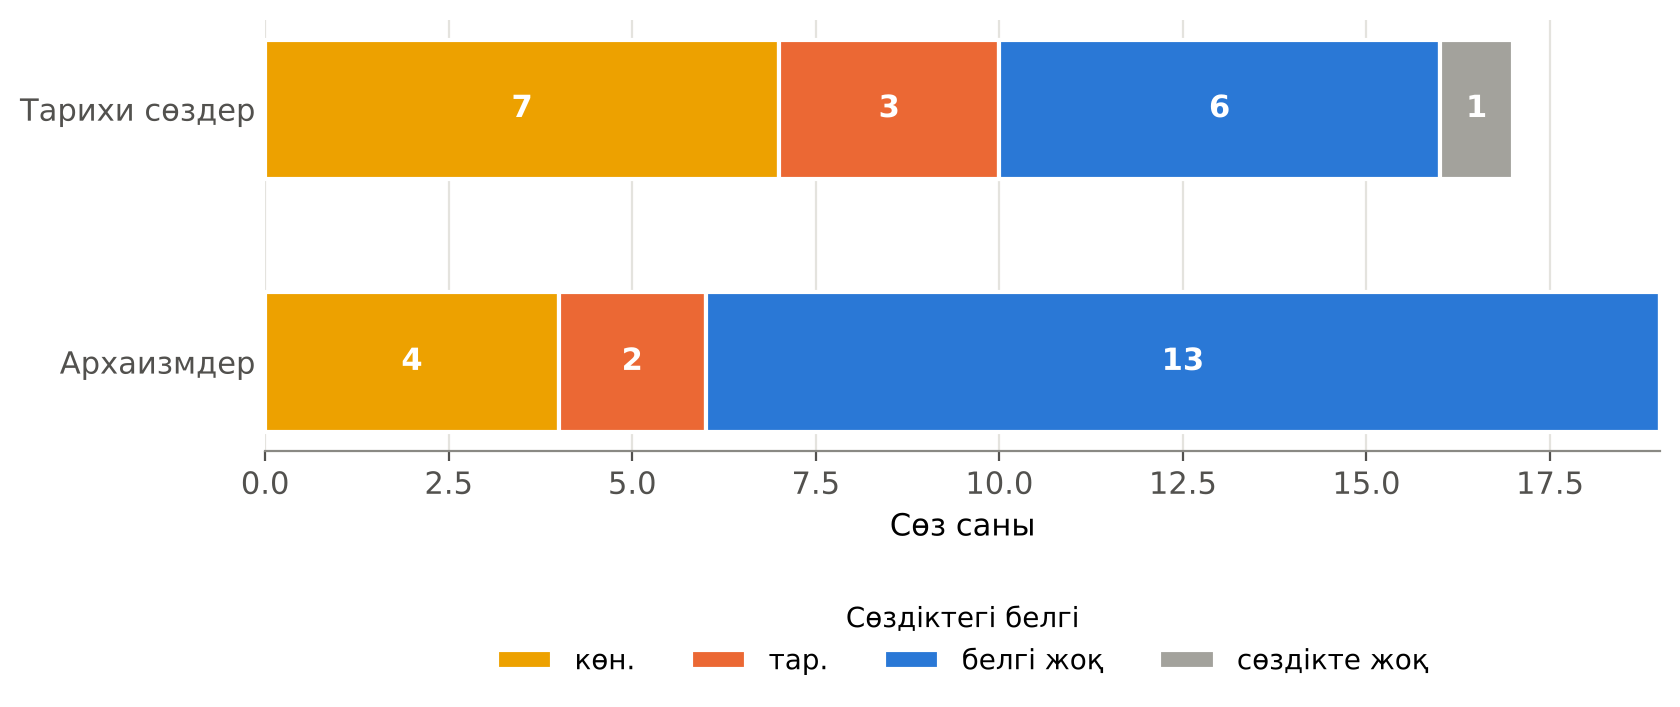 Тарихи сөздер
7 3 6 1
Архаизмдер
4 2 13
0.0 2.5 5.0 7.5 10.0 12.5 15.0 17.5
Сөз саны
Сөздіктегі белгі
көн. тар. белгі жоқ сөздікте жоқ